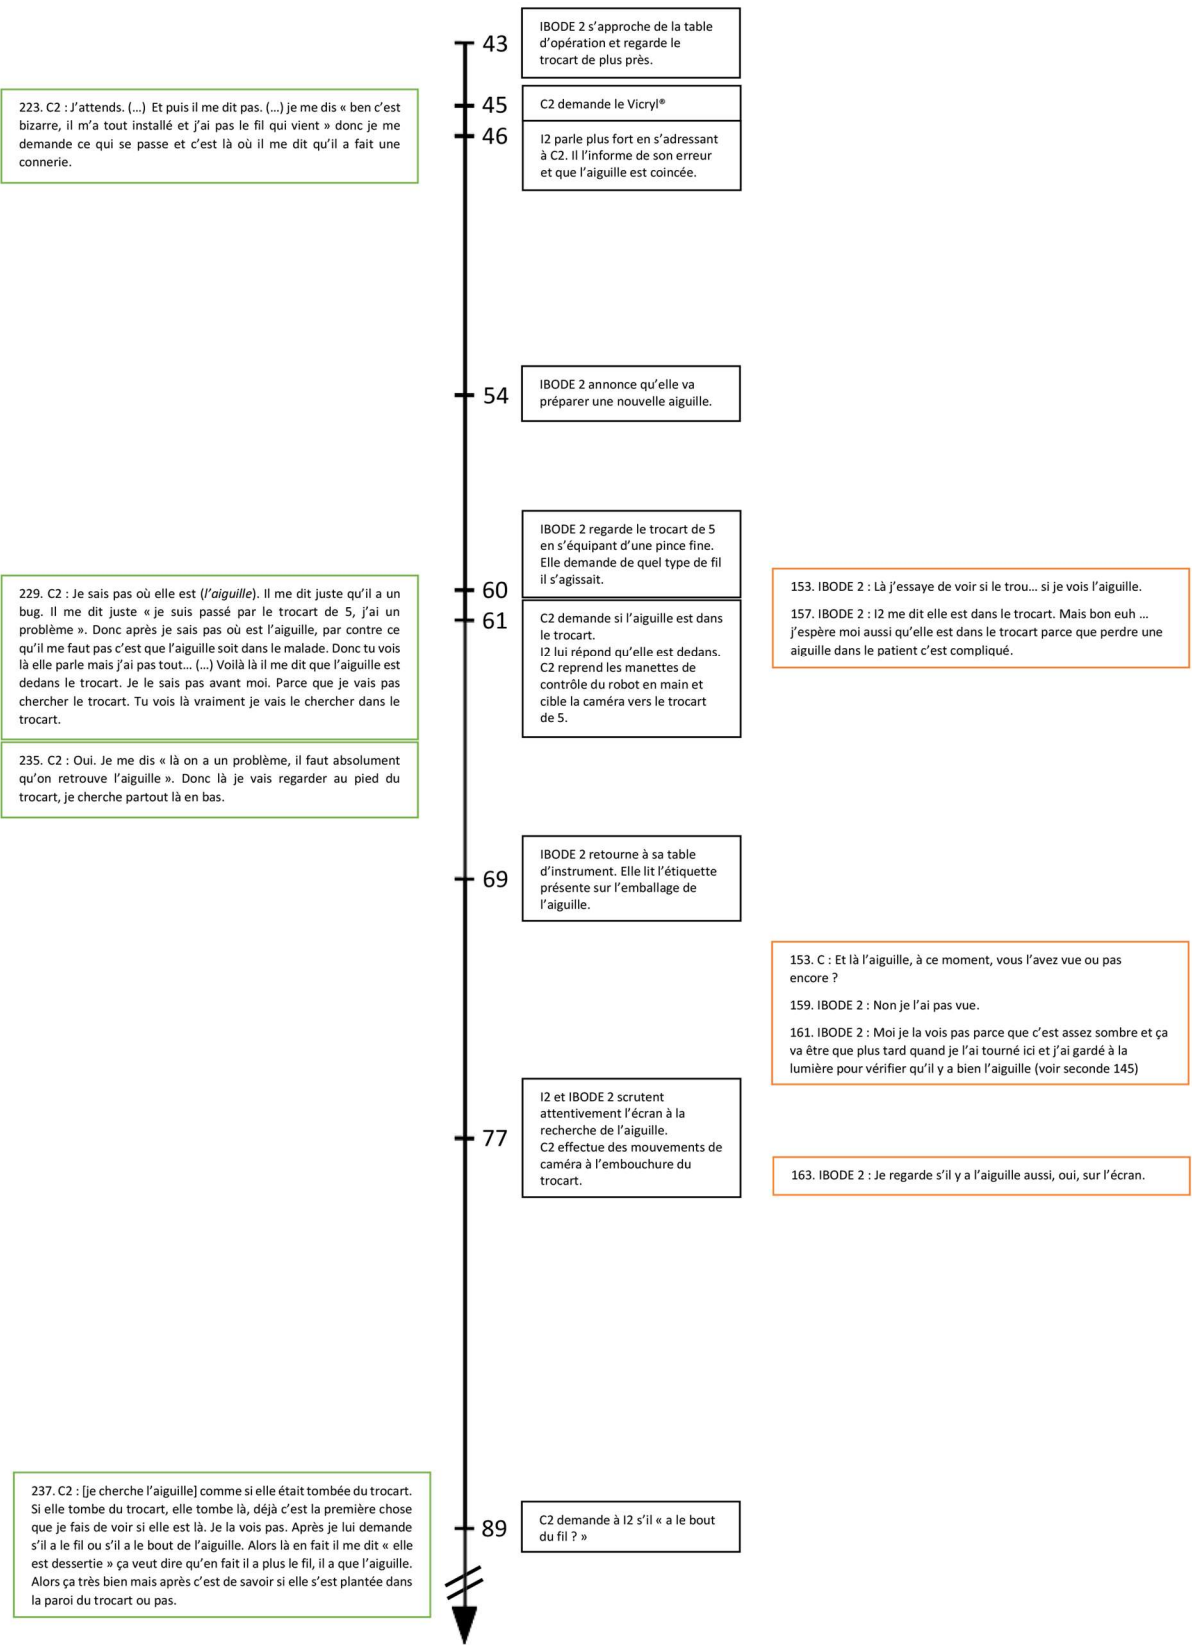 43
IBODE 2 s’approche de la table
d’opération et regarde le
trocart de plus près.
223. C2 : J’attends. (…) Et puis il me dit pas. (…) je me dis « ben c’est
bizarre, il m’a tout installé et j’ai pas le fil qui vient » donc je me
demande ce qui se passe et c’est là où il me dit qu’il a fait une
connerie.
45
C2 demande le Vicryl®
46
I2 parle plus fort en s’adressant
à C2. Il l’informe de son erreur
et que l’aiguille est coincée.
54
IBODE 2 annonce qu’elle va
préparer une nouvelle aiguille.
60
IBODE 2 regarde le trocart de 5
en s’équipant d’une pince fine.
Elle demande de quel type de fil
il s’agissait.
229. C2 : Je sais pas où elle est (l’aiguille). Il me dit juste qu’il a un
bug. Il me dit juste « je suis passé par le trocart de 5, j’ai un
problème ». Donc après je sais pas où est l’aiguille, par contre ce
qu’il me faut pas c’est que l’aiguille soit dans le malade. Donc tu vois
là elle parle mais j’ai pas tout… (…) Voilà là il me dit que l’aiguille est
dedans le trocart. Je le sais pas avant moi. Parce que je vais pas
chercher le trocart. Tu vois là vraiment je vais le chercher dans le
trocart.
61
C2 demande si l’aiguille est dans
le trocart.
I2 lui répond qu’elle est dedans.
C2 reprend les manettes de
contrôle du robot en main et
cible la caméra vers le trocart
de 5.
153. IBODE 2 : Là j’essaye de voir si le trou… si je vois l’aiguille.
157. IBODE 2 : I2 me dit elle est dans le trocart. Mais bon euh …
j’espère moi aussi qu’elle est dans le trocart parce que perdre une
aiguille dans le patient c’est compliqué.
235. C2 : Oui. Je me dis « là on a un problème, il faut absolument
qu’on retrouve l’aiguille ». Donc là je vais regarder au pied du
trocart, je cherche partout là en bas.
69
IBODE 2 retourne à sa table
d’instrument. Elle lit l’étiquette
présente sur l’emballage de
l’aiguille.
153. C : Et là l’aiguille, à ce moment, vous l’avez vue ou pas
encore ?
159. IBODE 2 : Non je l’ai pas vue.
161. IBODE 2 : Moi je la vois pas parce que c’est assez sombre et ça
va être que plus tard quand je l’ai tourné ici et j’ai gardé à la
lumière pour vérifier qu’il y a bien l’aiguille (voir seconde 145)
77
I2 et IBODE 2 scrutent
attentivement l’écran à la
recherche de l’aiguille.
C2 effectue des mouvements de
caméra à l’embouchure du
trocart.
163. IBODE 2 : Je regarde s’il y a l’aiguille aussi, oui, sur l’écran.
237. C2 : [je cherche l’aiguille] comme si elle était tombée du trocart.
Si elle tombe du trocart, elle tombe là, déjà c’est la première chose
que je fais de voir si elle est là. Je la vois pas. Après je lui demande
s’il a le fil ou s’il a le bout de l’aiguille. Alors là en fait il me dit « elle
est dessertie » ça veut dire qu’en fait il a plus le fil, il a que l’aiguille.
Alors ça très bien mais après c’est de savoir si elle s’est plantée dans
la paroi du trocart ou pas.
89
C2 demande à I2 s’il « a le bout
du fil ? »